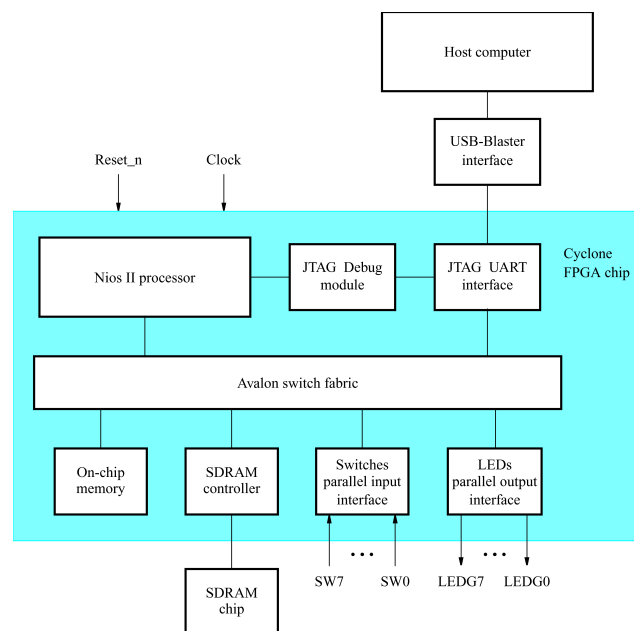 Host computer
USB-Blaster
interface
Reset_n
Clock
Cyclone
FPGA chip
Nios II processor
JTAG Debug
module
JTAG UART
interface
Avalon switch fabric
On-chip
memory
SDRAM
controller
Switches
parallel input
interface
LEDs
parallel output
interface
SW7
SW0
LEDG7
LEDG0
SDRAM
chip